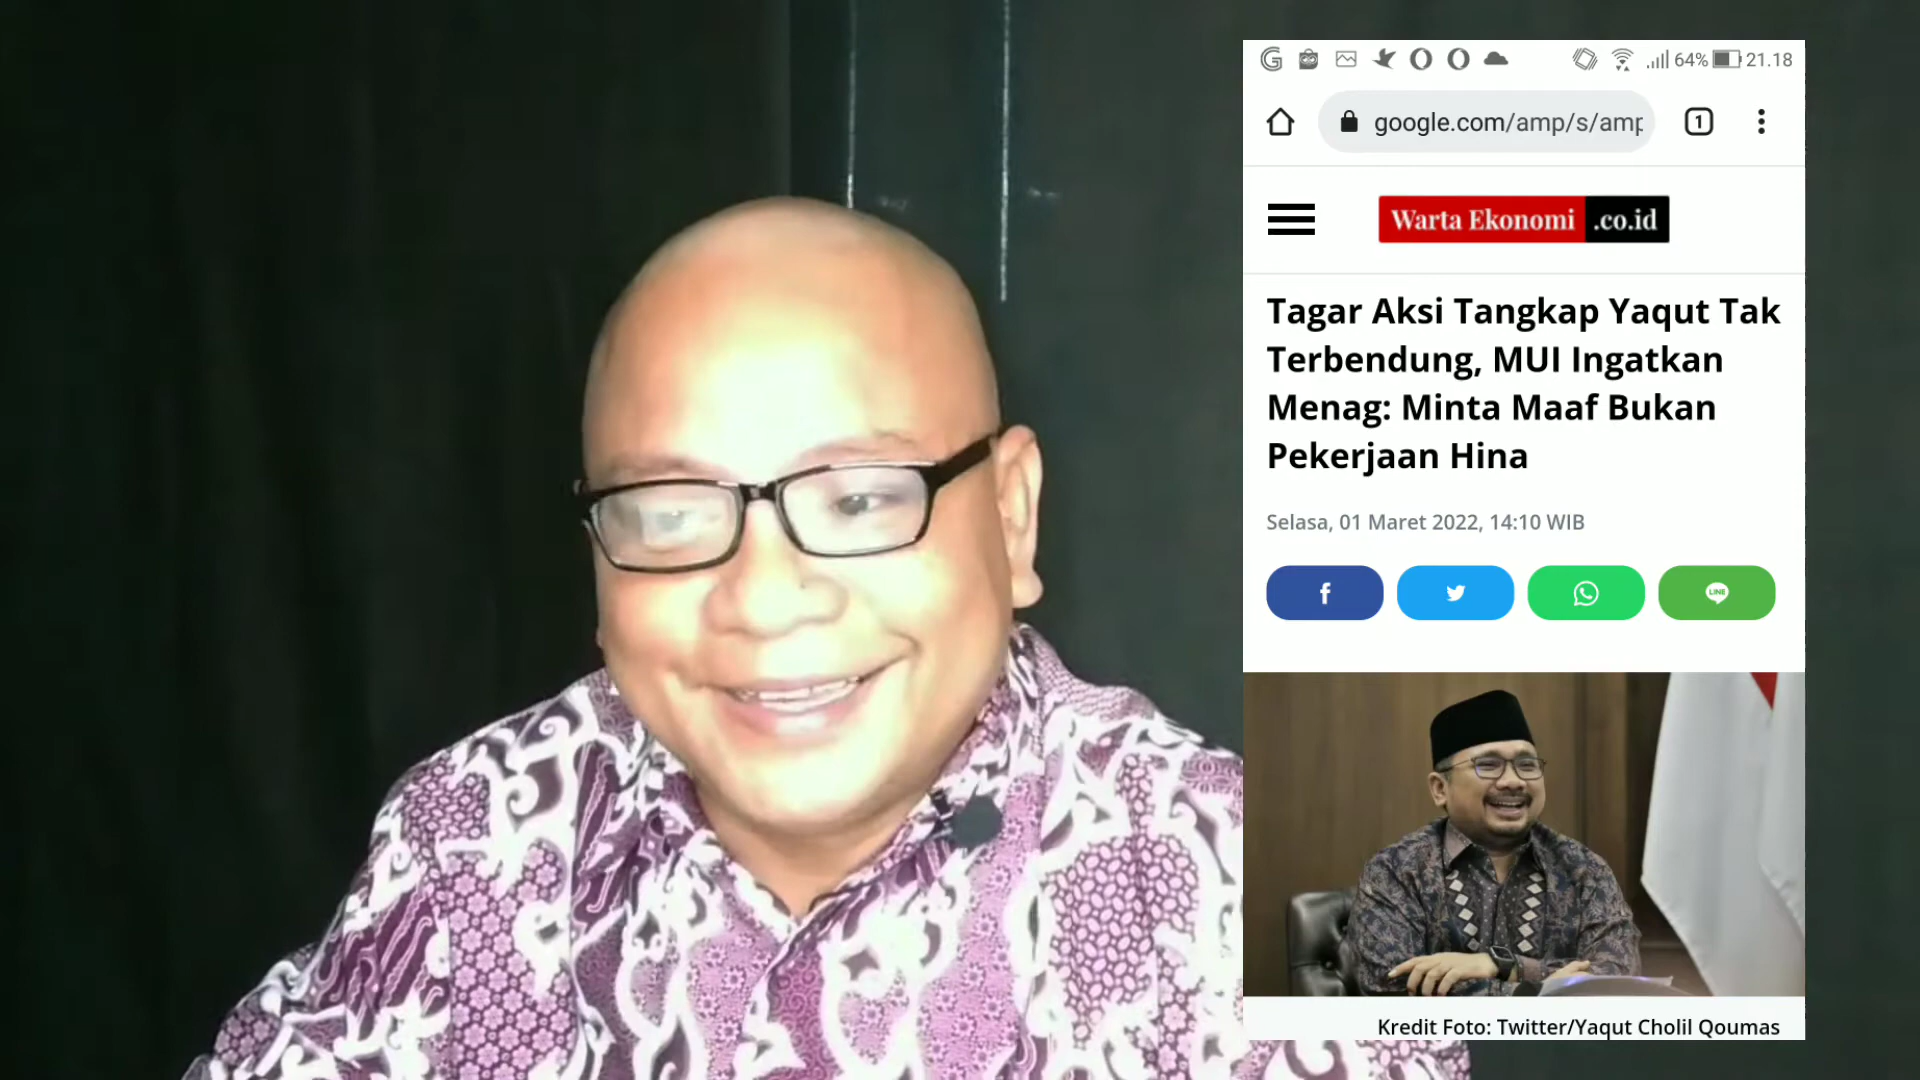 64% 21.18
google.com/amp/s/amp
1
Warta Ekonomi .co.id
Tagar Aksi Tangkap Yaqut Tak
Terbendung, MUI Ingatkan
Menag: Minta Maaf Bukan
Pekerjaan Hina
Selasa, 01 Maret 2022, 14:10 WIB
f
LINE
Kredit Foto: Twitter/Yaqut Cholil Qoumas